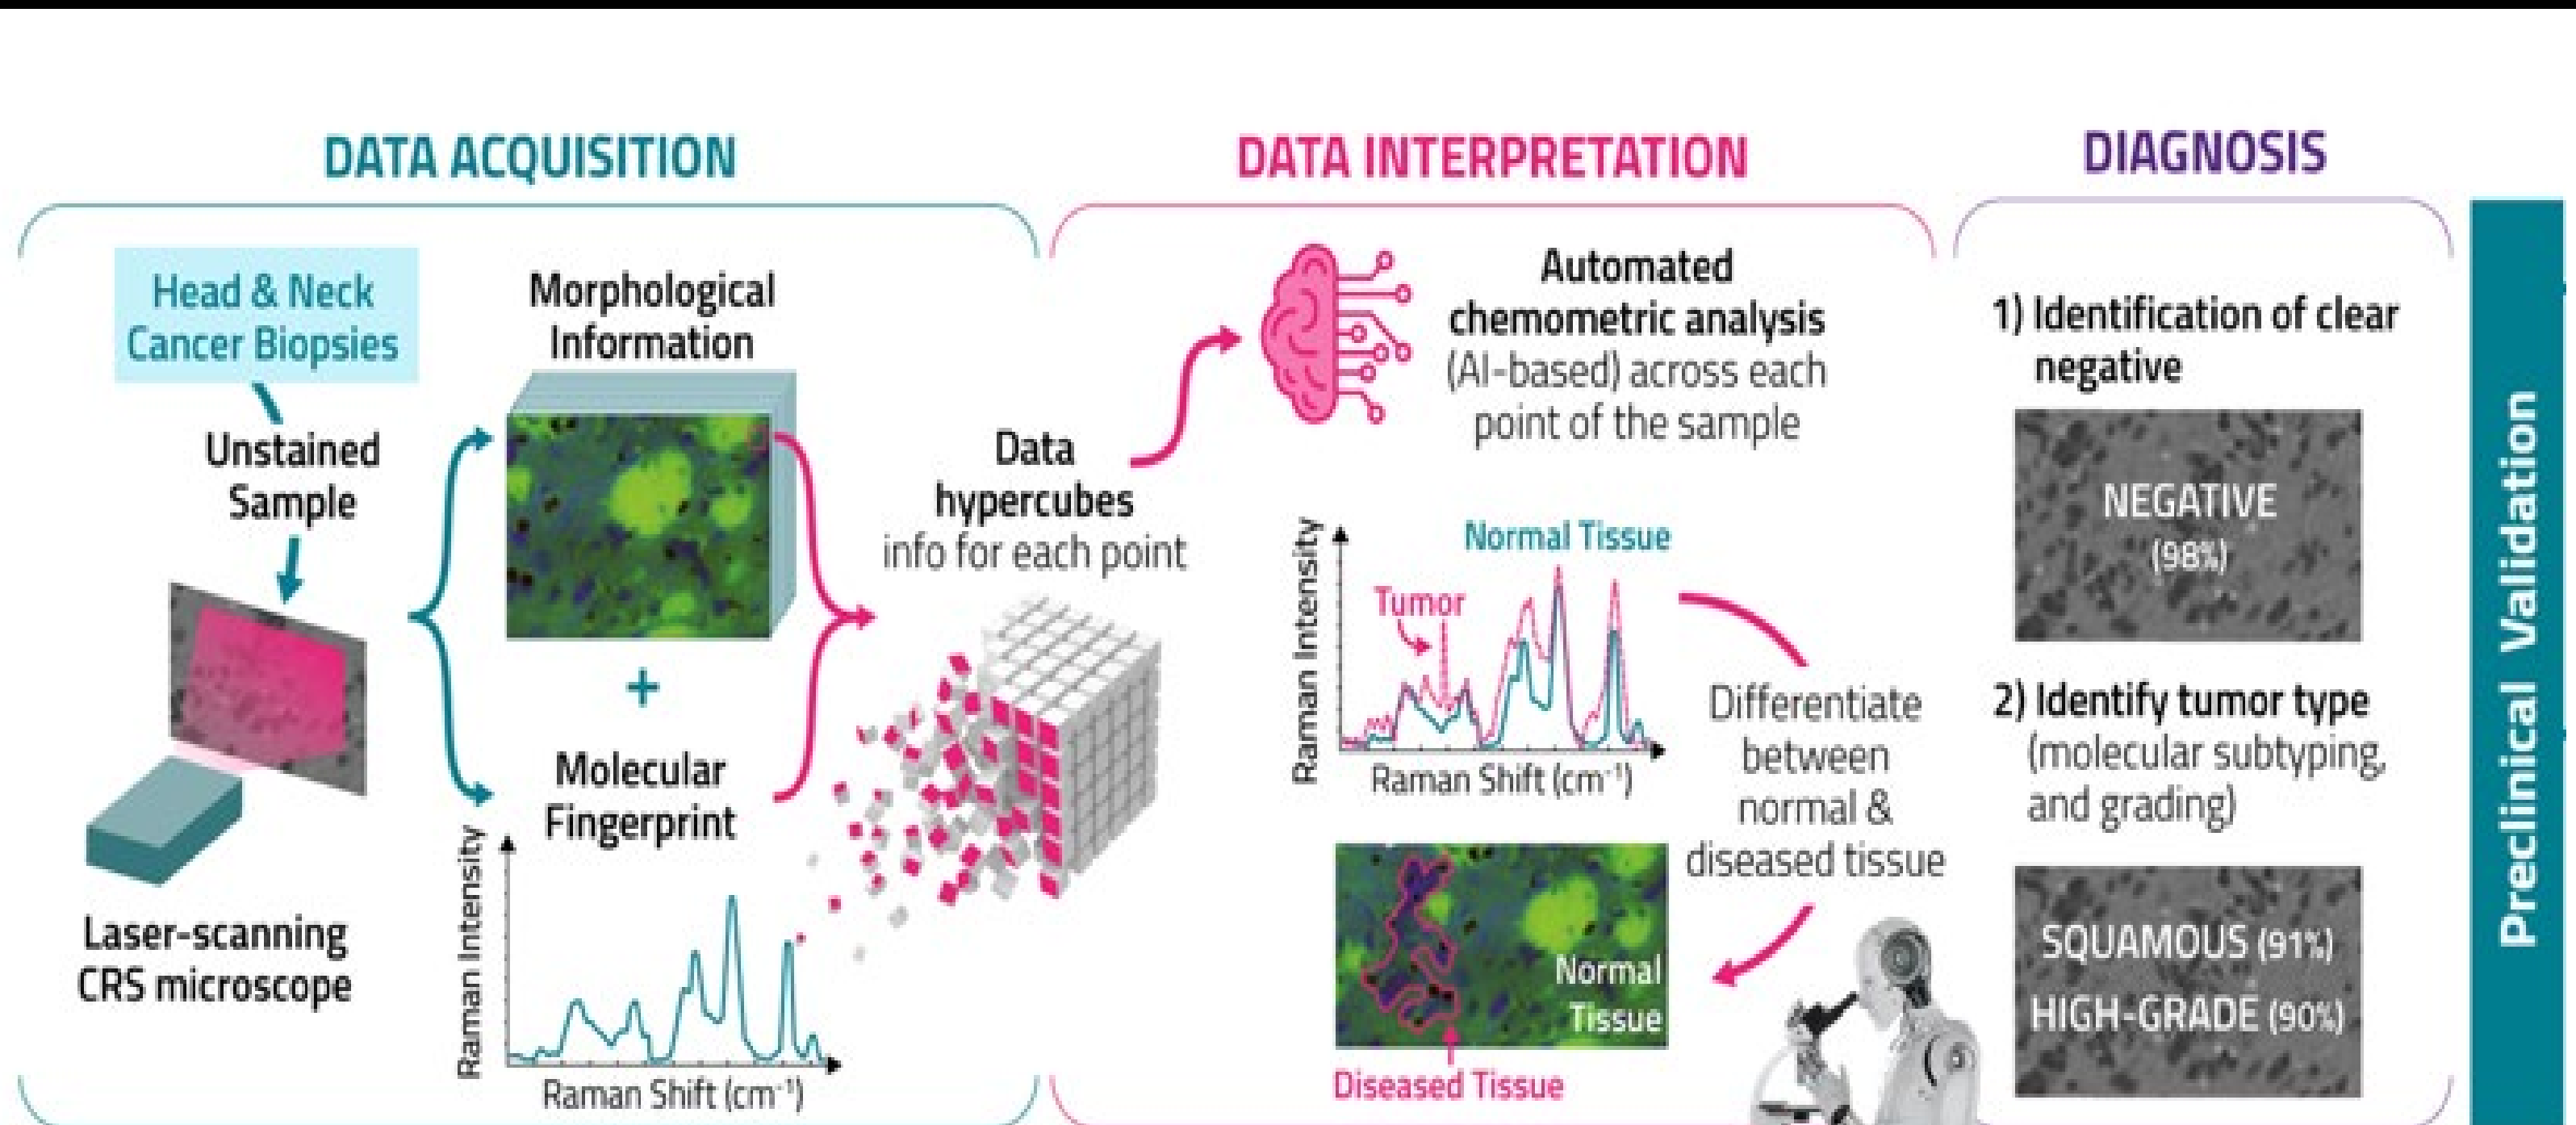 DATA ACQUISITION
Head & Neck
Cancer Biopsies
Unstained
Sample
Laser-scanning
CRS microscope
Morphological
Information
+
Molecular
Fingerprint
Raman Intensity
Raman Shift (cm⁻¹)
Data
hypercubes
info for each point
DATA INTERPRETATION
Automated
chemometric analysis
(AI-based) across each
point of the sample
Raman Intensity
Normal Tissue
Tumor
Raman Shift (cm⁻¹)
Differentiate
between
normal &
diseased tissue
Normal
Tissue
Diseased Tissue
DIAGNOSIS
1) Identification of clear
negative
NEGATIVE
(98%)
2) Identify tumor type
(molecular subtyping,
and grading)
SQUAMOUS (91%)
HIGH-GRADE (90%)
Preclinical Validation